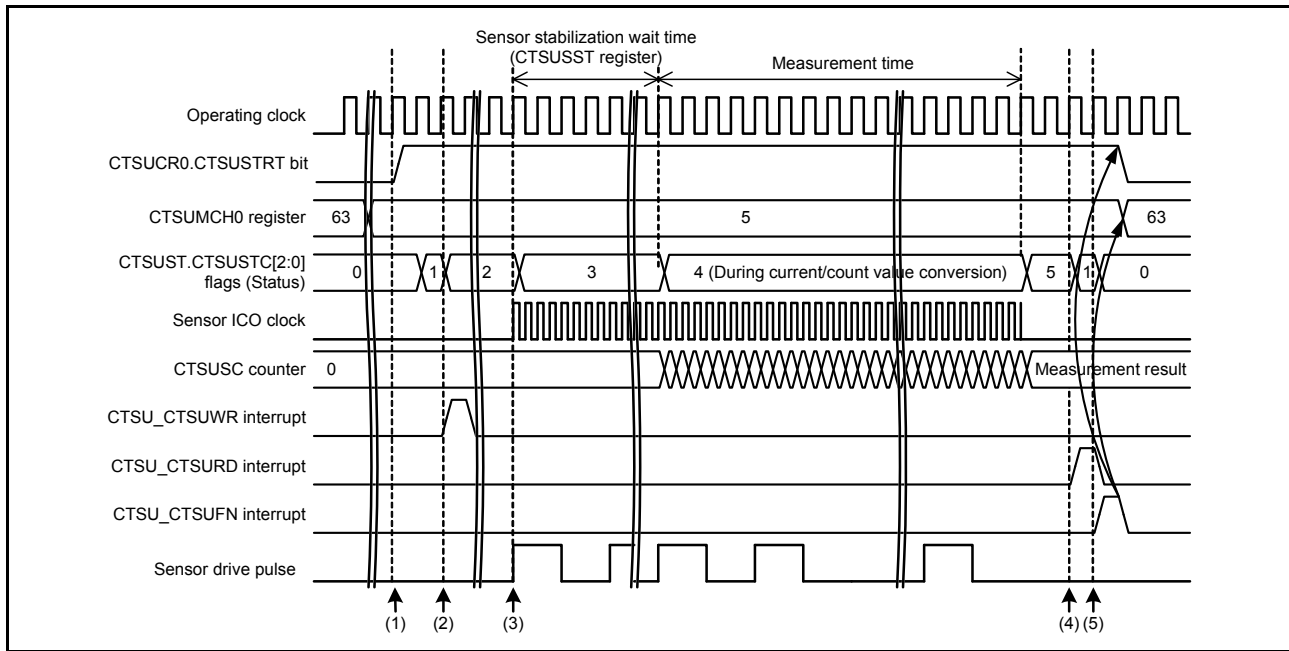 Sensor stabilization wait time
(CTSUSST register)
Measurement time
Operating clock
CTSUCR0.CTSUSTRT bit
CTSUMCH0 register
63
5
63
CTSUST.CTSUSTC[2:0]
flags (Status)
0
1
2
3
4 (During current/count value conversion)
5
1
0
Sensor ICO clock
CTSUSC counter
0
Measurement result
CTSU_CTSUWR interrupt
CTSU_CTSURD interrupt
CTSU_CTSUFN interrupt
Sensor drive pulse
(1)
(2)
(3)
(4)
(5)